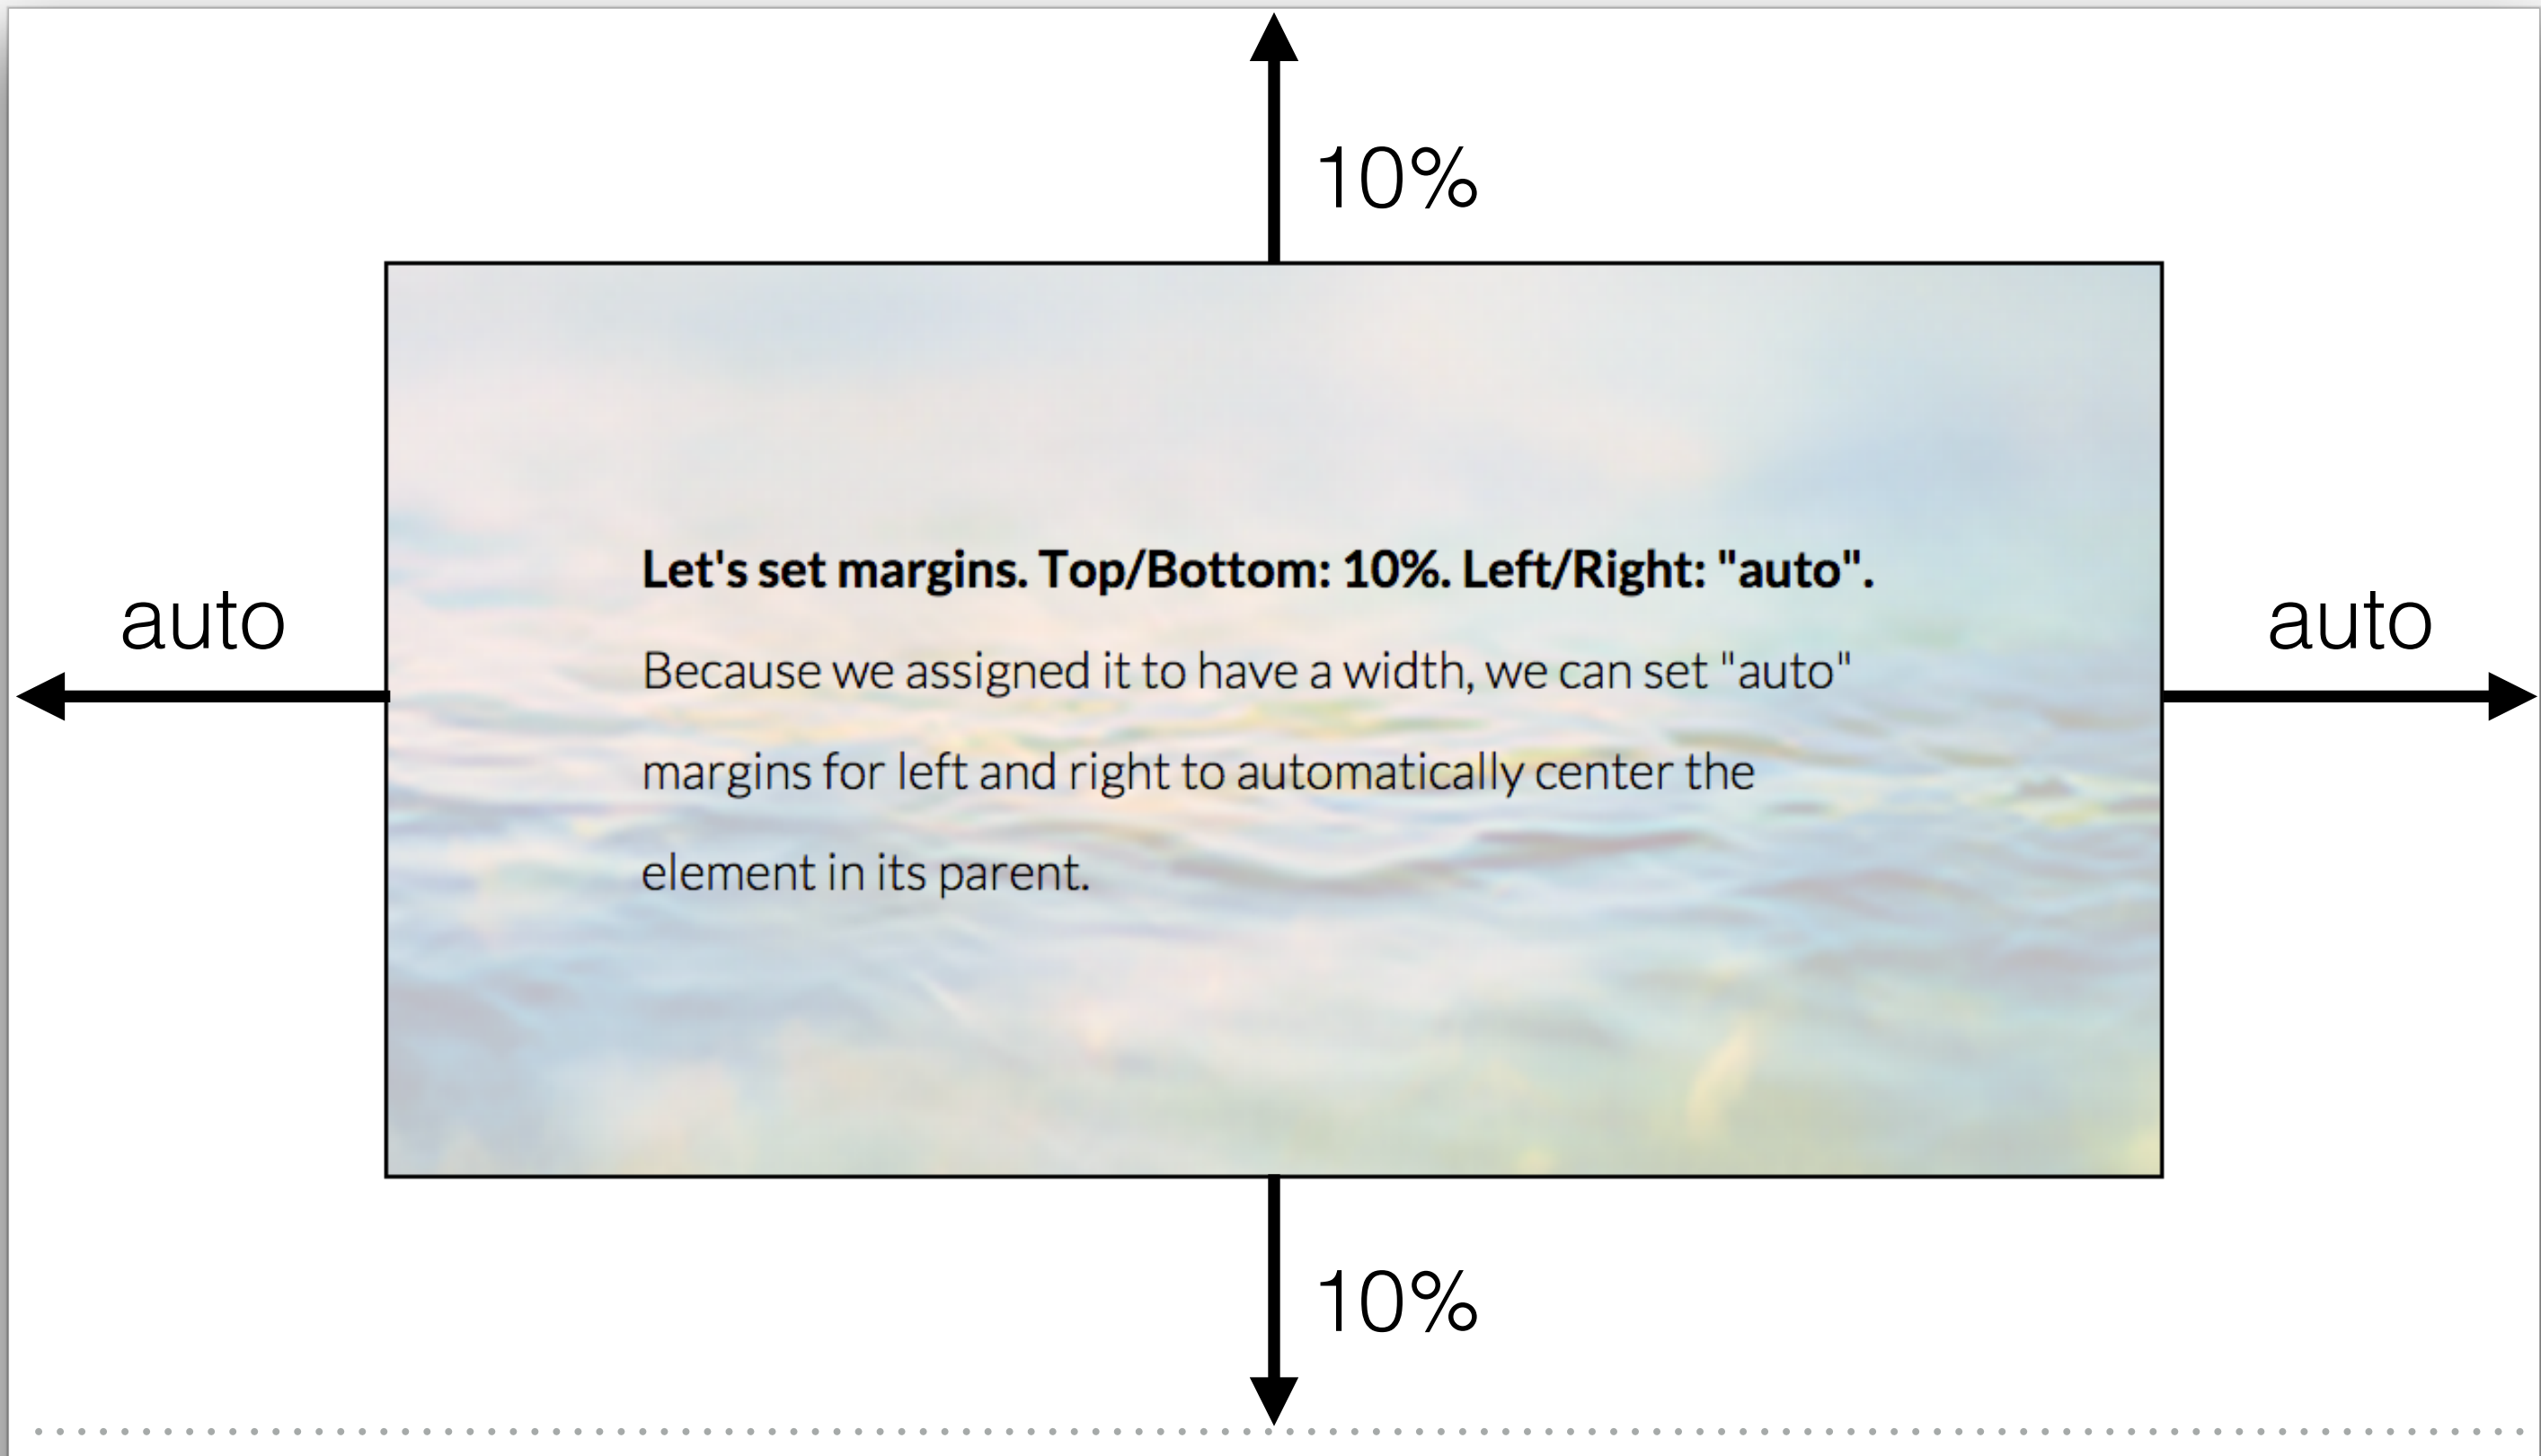 10%
Let's set margins. Top/Bottom: 10%. Left/Right: "auto".
auto
auto
Because we assigned it to have a width, we can set "auto"
margins for left and right to automatically center the
element in its parent.
10%